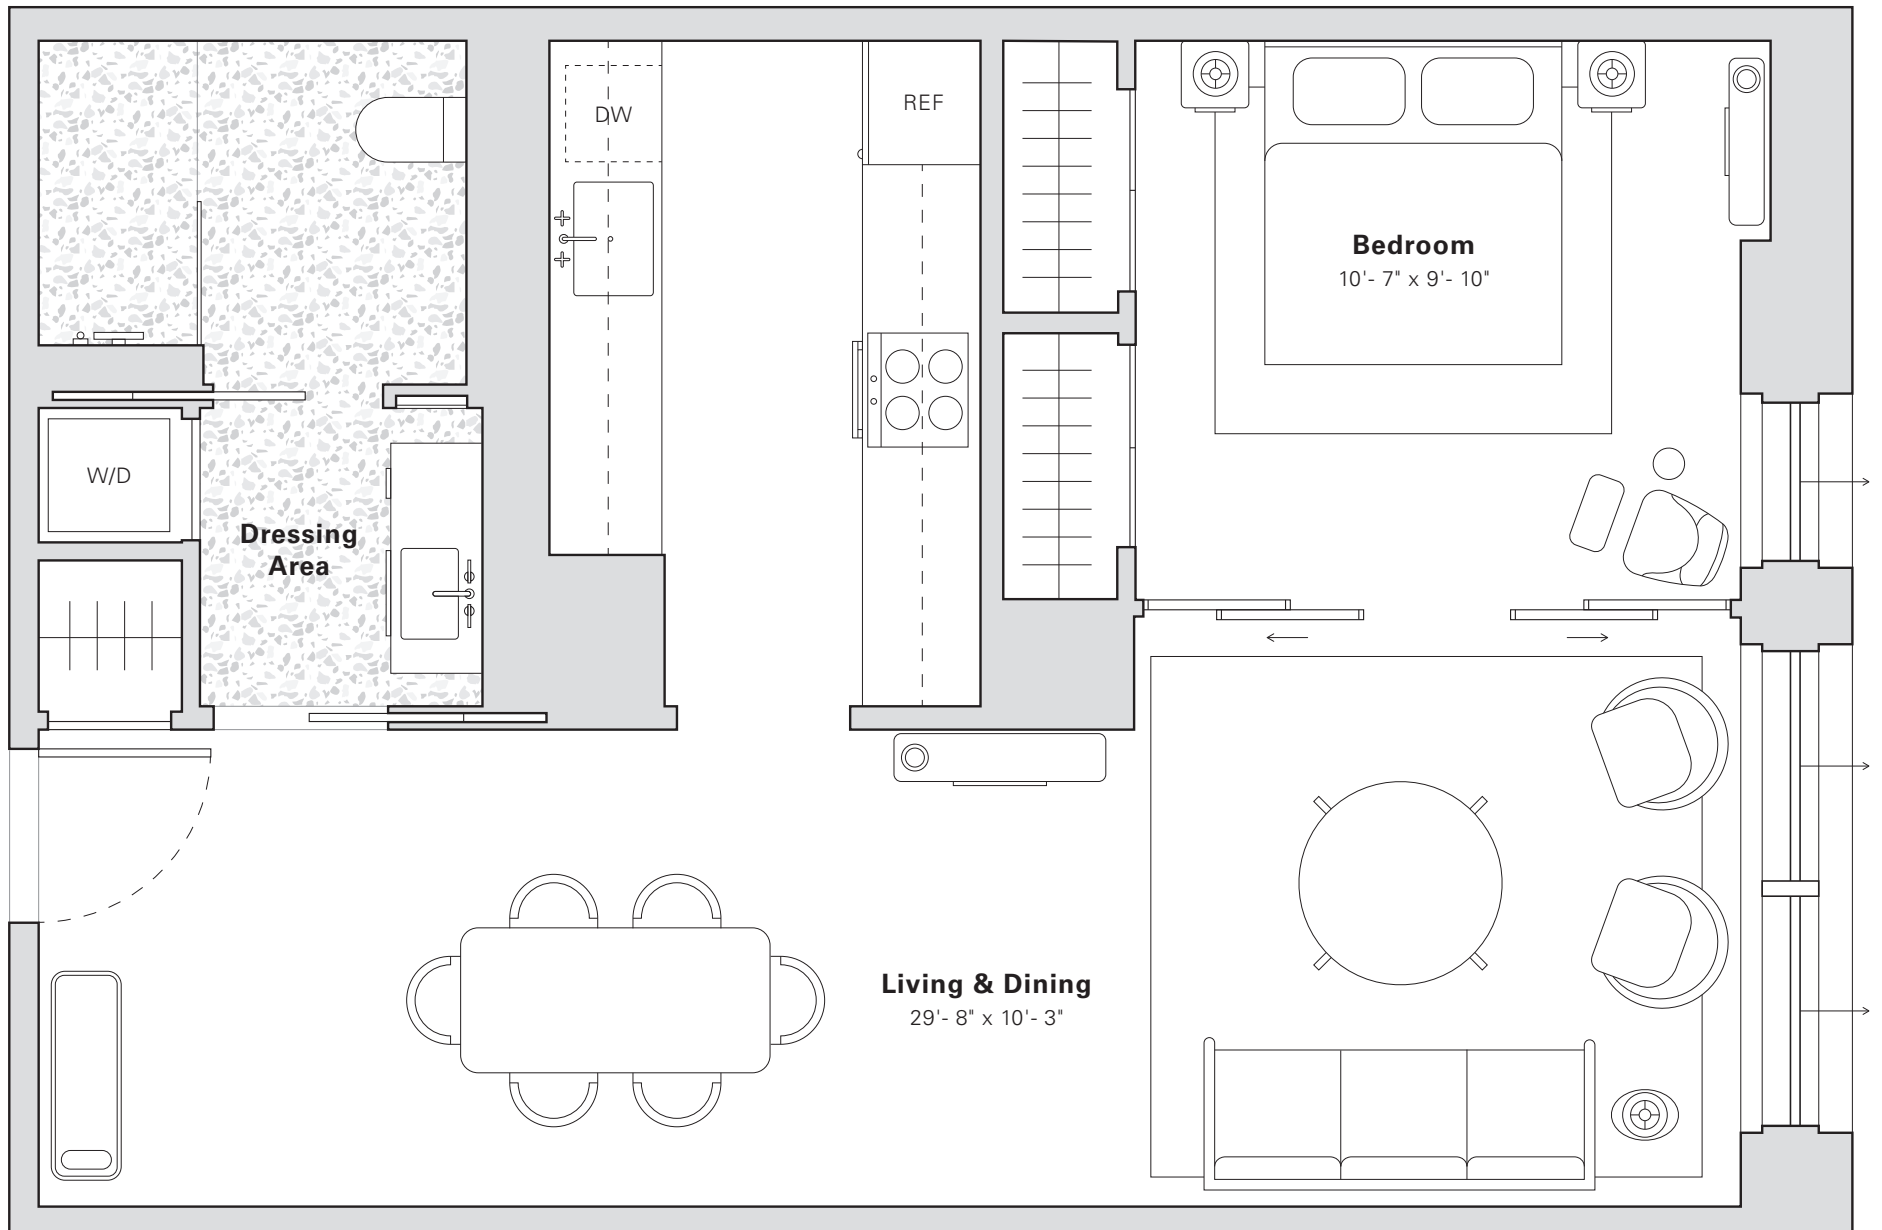 DW
REF
Bedroom
10'- 7" x 9'- 10"
W/D
Dressing
Area
Living & Dining
29'- 8" x 10'- 3"